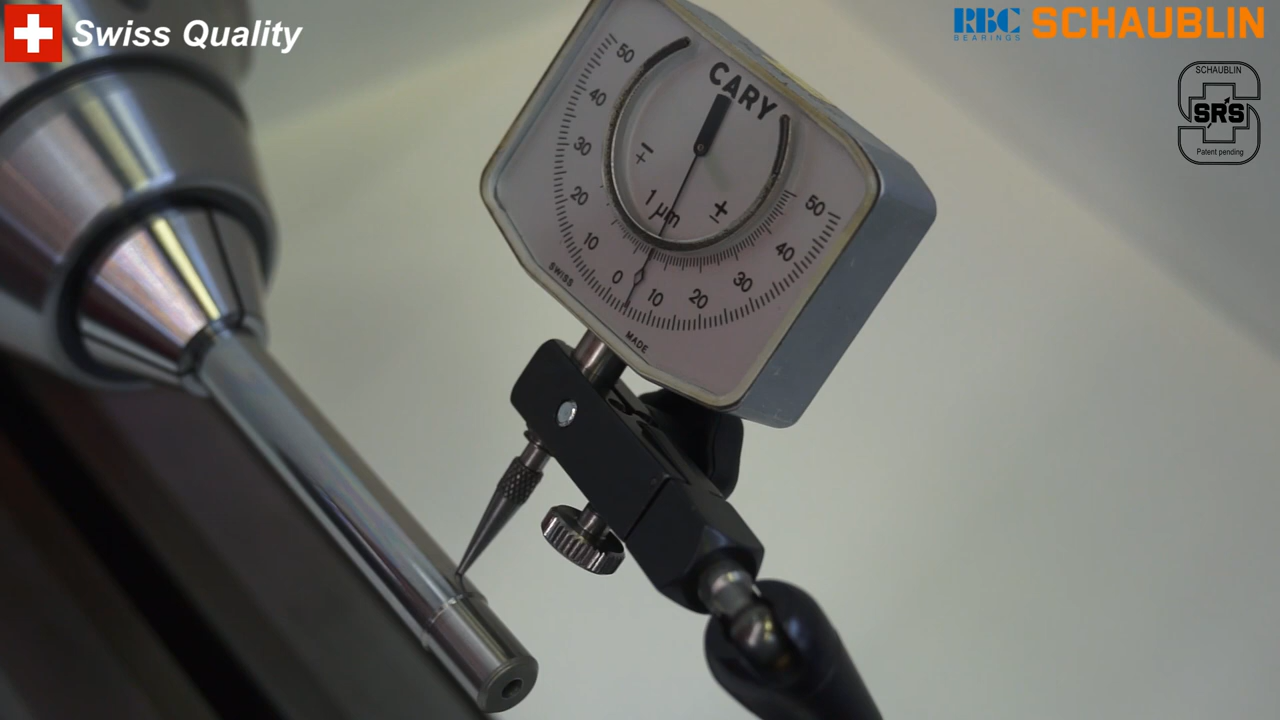 Swiss Quality
RBC
BEARINGS
SCHAUBLIN
SCHAUBLIN
SRS
Patent pending
CARY
50
40
30
20
10
0
10
20
30
40
50
+
-
1 µm
+
-
SWISS
MADE